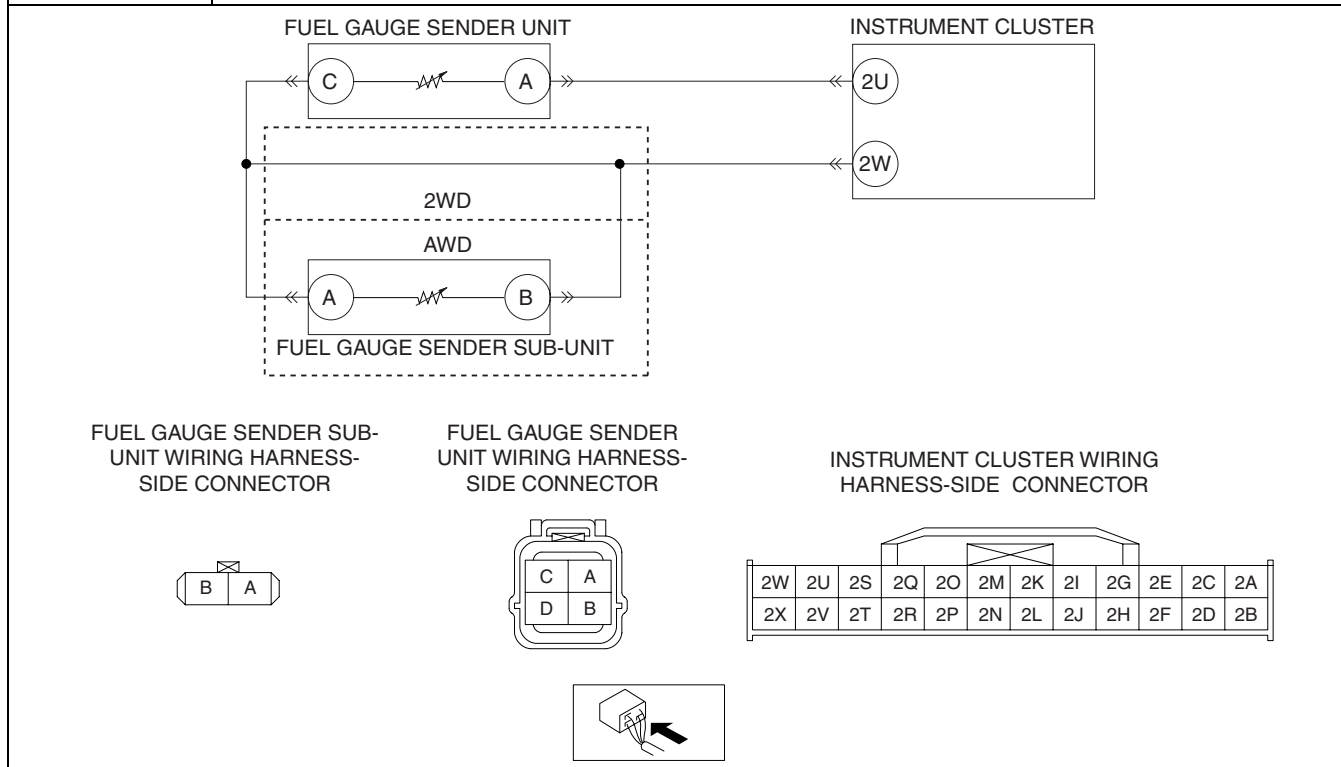 FUEL GAUGE SENDER UNIT
INSTRUMENT CLUSTER
C
A
2U
2W
2WD
AWD
A
B
FUEL GAUGE SENDER SUB-UNIT
FUEL GAUGE SENDER SUB-
UNIT WIRING HARNESS-
SIDE CONNECTOR
B A
FUEL GAUGE SENDER
UNIT WIRING HARNESS-
SIDE CONNECTOR
C A
D B
INSTRUMENT CLUSTER WIRING
HARNESS-SIDE CONNECTOR
2W 2U 2S 2Q 2O 2M 2K 2I 2G 2E 2C 2A
2X 2V 2T 2R 2P 2N 2L 2J 2H 2F 2D 2B